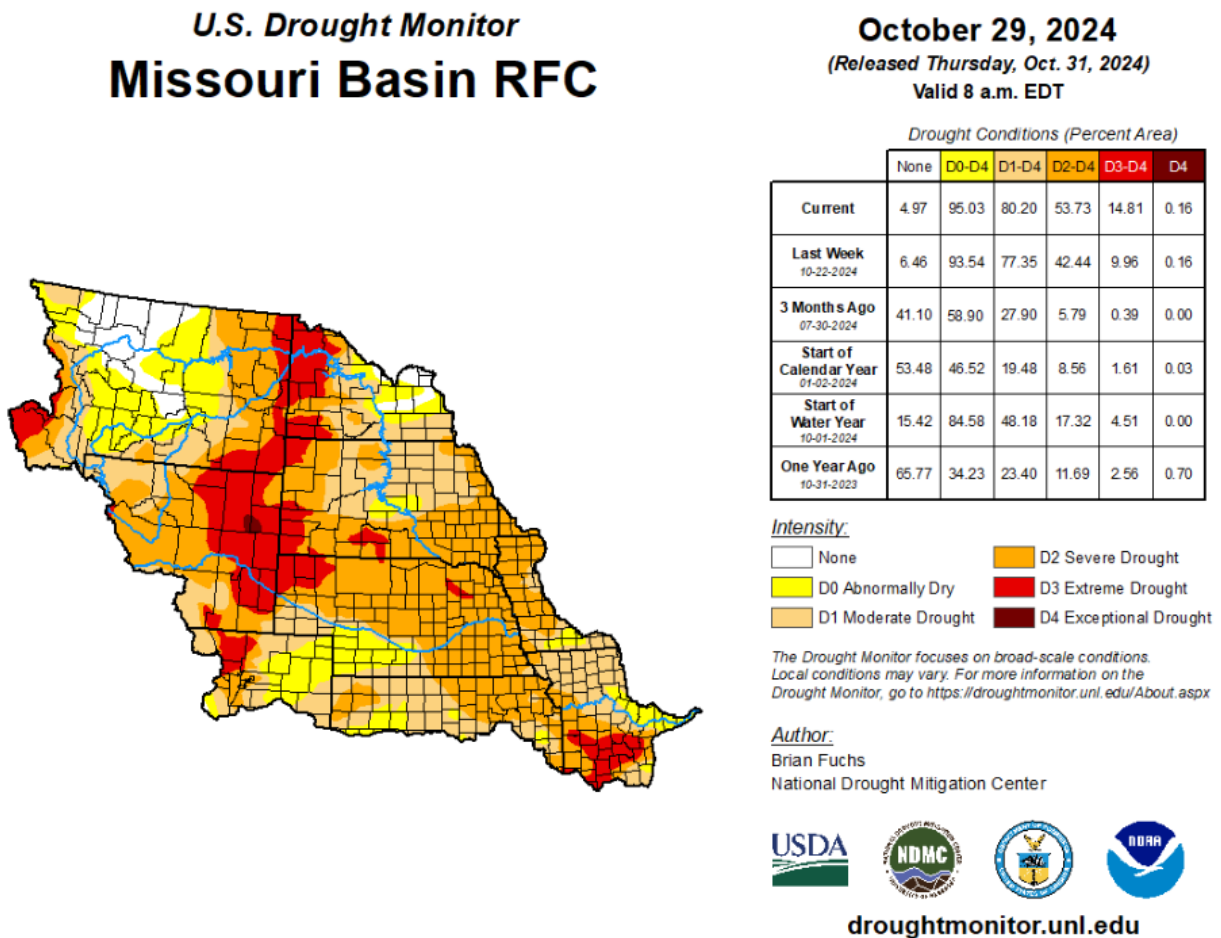 U.S. Drought Monitor
Missouri Basin RFC
October 29, 2024
(Released Thursday, Oct. 31, 2024)
Valid 8 a.m. EDT
Drought Conditions (Percent Area)
None D0-D4 D1-D4 D2-D4 D3-D4 D4
Current 4.97 95.03 80.20 53.73 14.81 0.16
Last Week
10-22-2024 6.46 93.54 77.35 42.44 9.96 0.16
3 Months Ago
07-30-2024 41.10 58.90 27.90 5.79 0.39 0.00
Start of
Calendar Year
01-02-2024 53.48 46.52 19.48 8.56 1.61 0.03
Start of
Water Year
10-01-2024 15.42 84.58 48.18 17.32 4.51 0.00
One Year Ago
10-31-2023 65.77 34.23 23.40 11.69 2.56 0.70
Intensity:
None
D0 Abnormally Dry
D1 Moderate Drought
D2 Severe Drought
D3 Extreme Drought
D4 Exceptional Drought
The Drought Monitor focuses on broad-scale conditions.
Local conditions may vary. For more information on the
Drought Monitor, go to https://droughtmonitor.unl.edu/About.aspx
Author:
Brian Fuchs
National Drought Mitigation Center
USDA
NDMC
NOAA
droughtmonitor.unl.edu